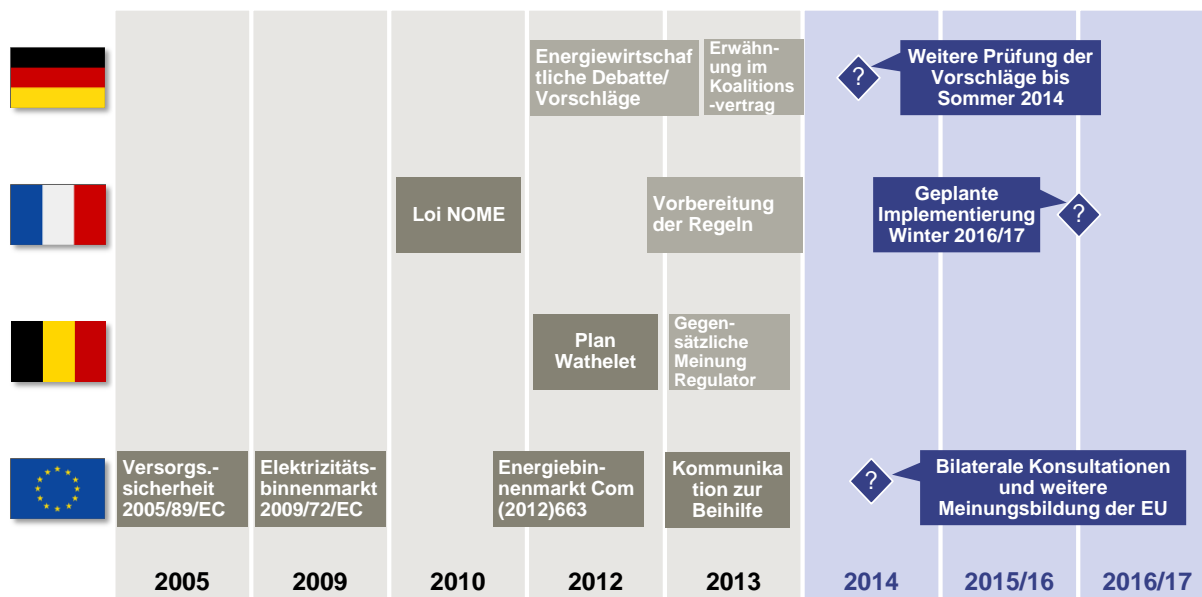 Energiewirtschaf
tliche Debatte/
Vorschläge
Erwäh-
nung im
Koalitions
-vertrag
?
Weitere Prüfung der
Vorschläge bis
Sommer 2014
Loi NOME
Vorbereitung
der Regeln
Geplante
Implementierung
Winter 2016/17
?
Plan
Wathelet
Gegen-
sätzliche
Meinung
Regulator
Versorgs.-
sicherheit
2005/89/EC
Elektrizitäts-
binnenmarkt
2009/72/EC
Energiebin-
nenmarkt Com
(2012)663
Kommunika
tion zur
Beihilfe
?
Bilaterale Konsultationen
und weitere
Meinungsbildung der EU
2005
2009
2010
2012
2013
2014
2015/16
2016/17